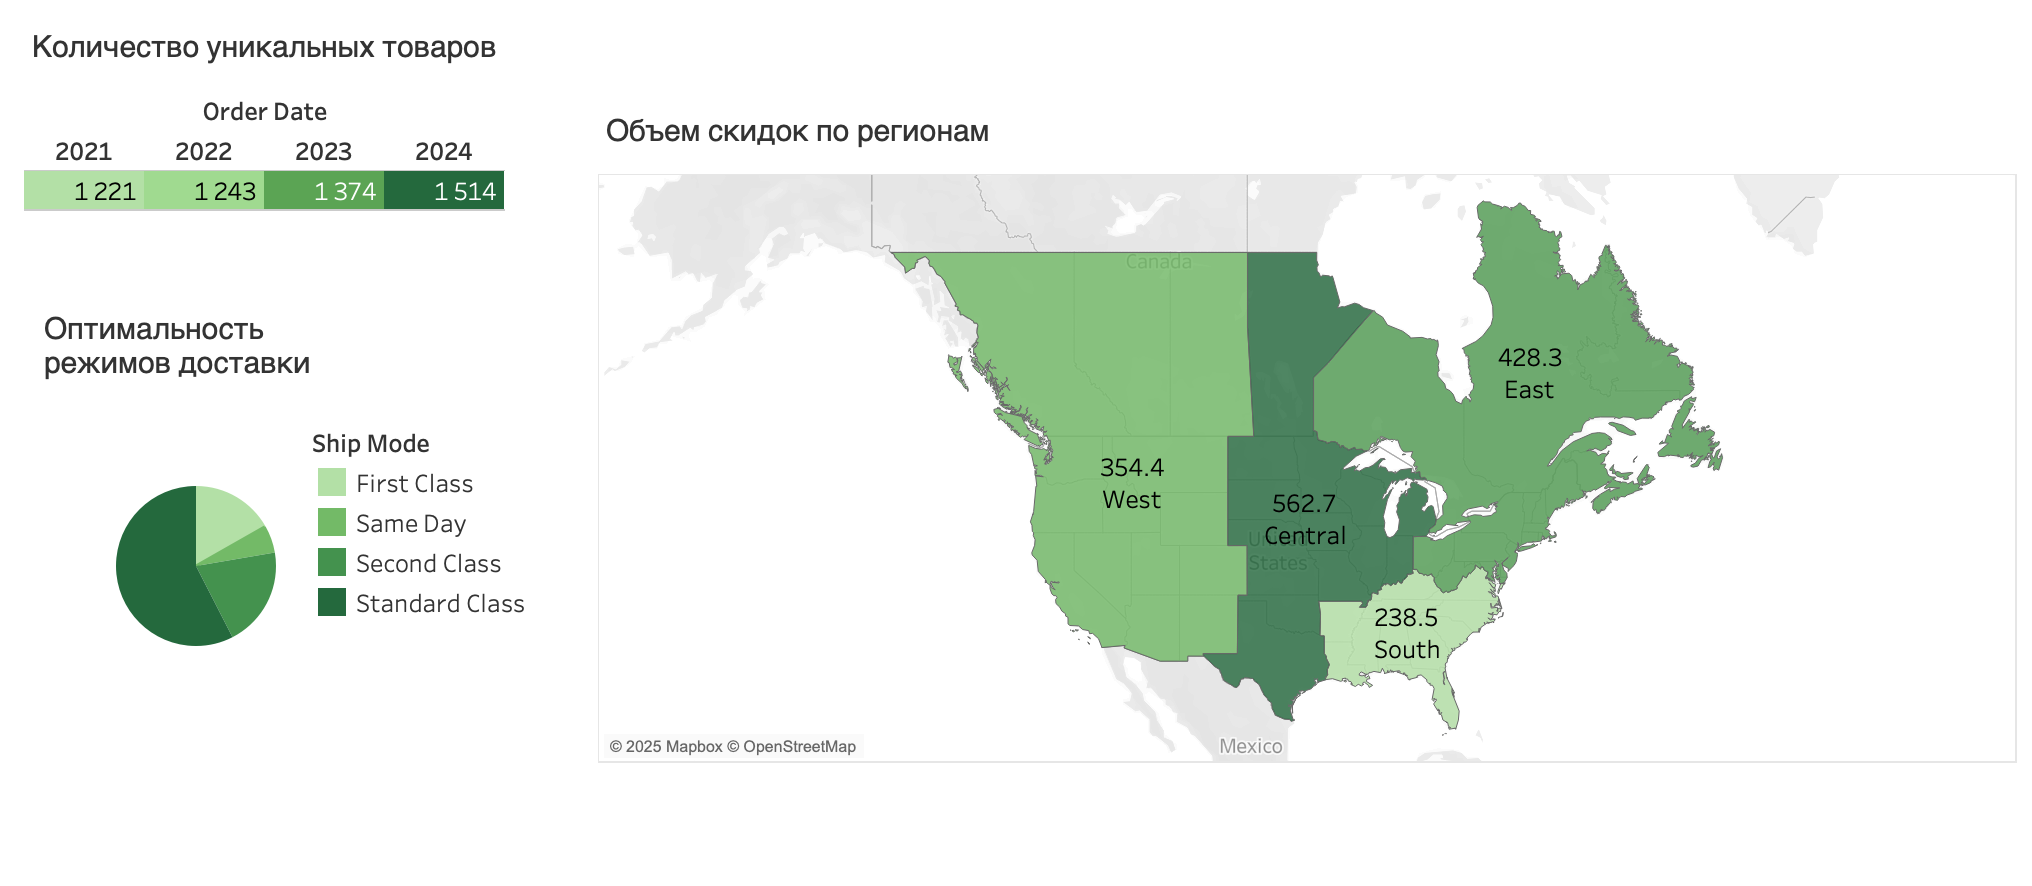 Количество уникальных товаров
Order Date
2021 2022 2023 2024
1 221 1 243 1 374 1 514
Оптимальность
режимов доставки
Ship Mode
First Class
Same Day
Second Class
Standard Class
Объем скидок по регионам
Canada
428.3
East
354.4
West
562.7
Central
United
States
238.5
South
Mexico
© 2025 Mapbox © OpenStreetMap